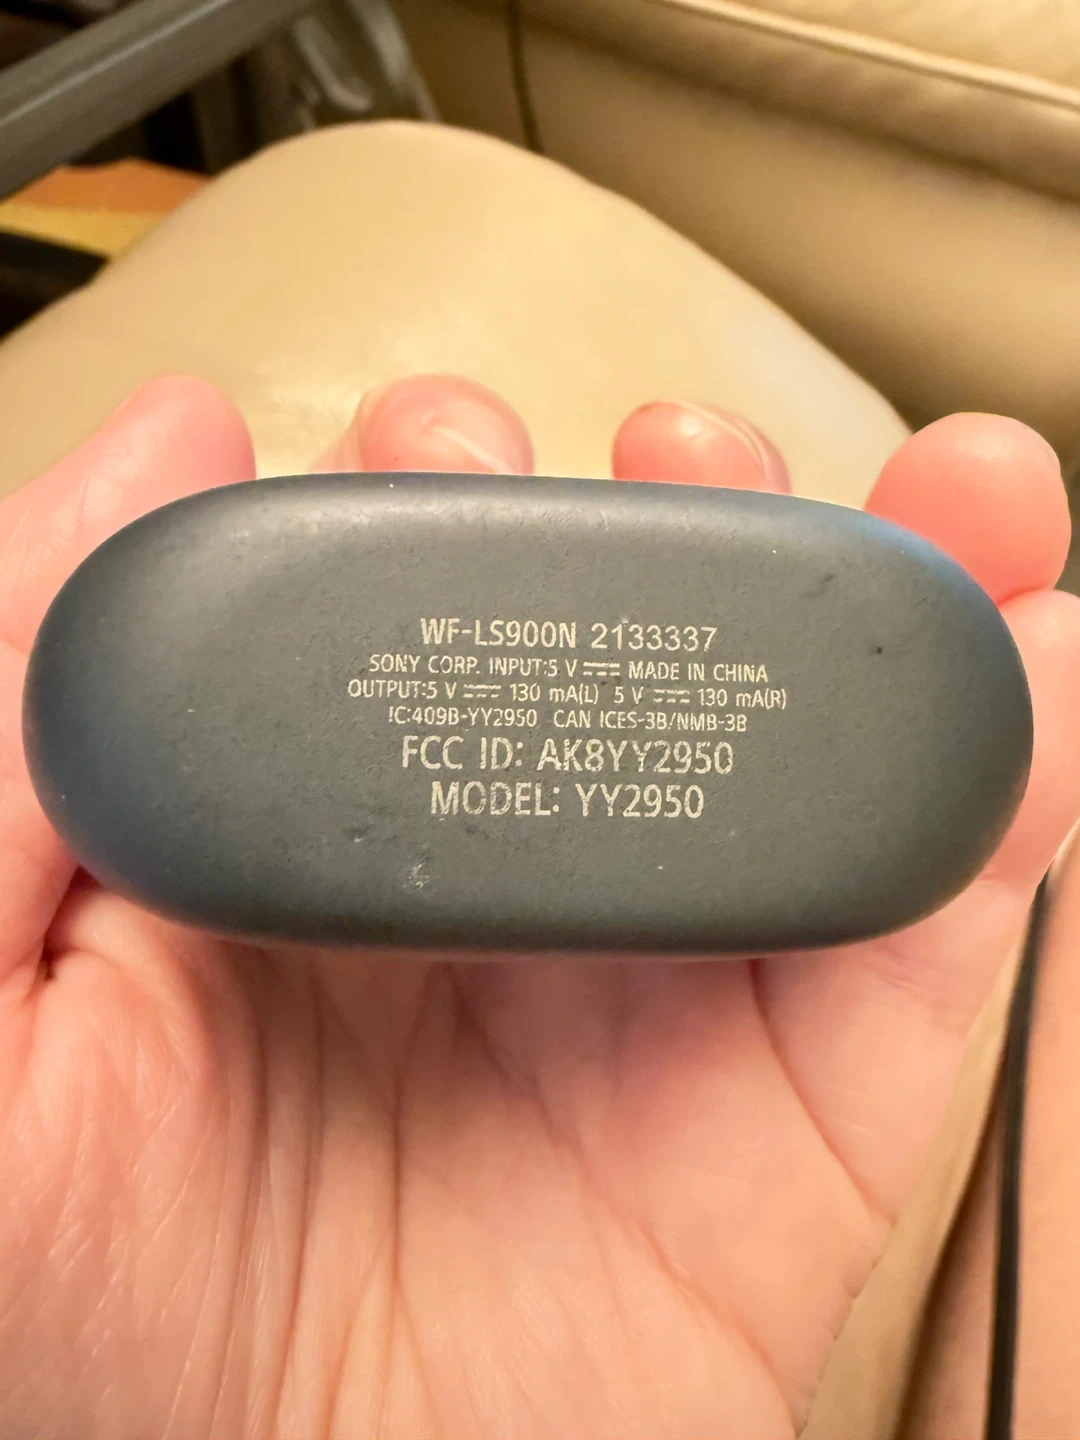 WF-LS900N 2133337
SONY CORP. INPUT:5 V ⎓ MADE IN CHINA
OUTPUT:5 V ⎓ 130 mA(L) 5 V ⎓ 130 mA(R)
IC:409B-YY2950 CAN ICES-3B/NMB-3B
FCC ID: AK8YY2950
MODEL: YY2950